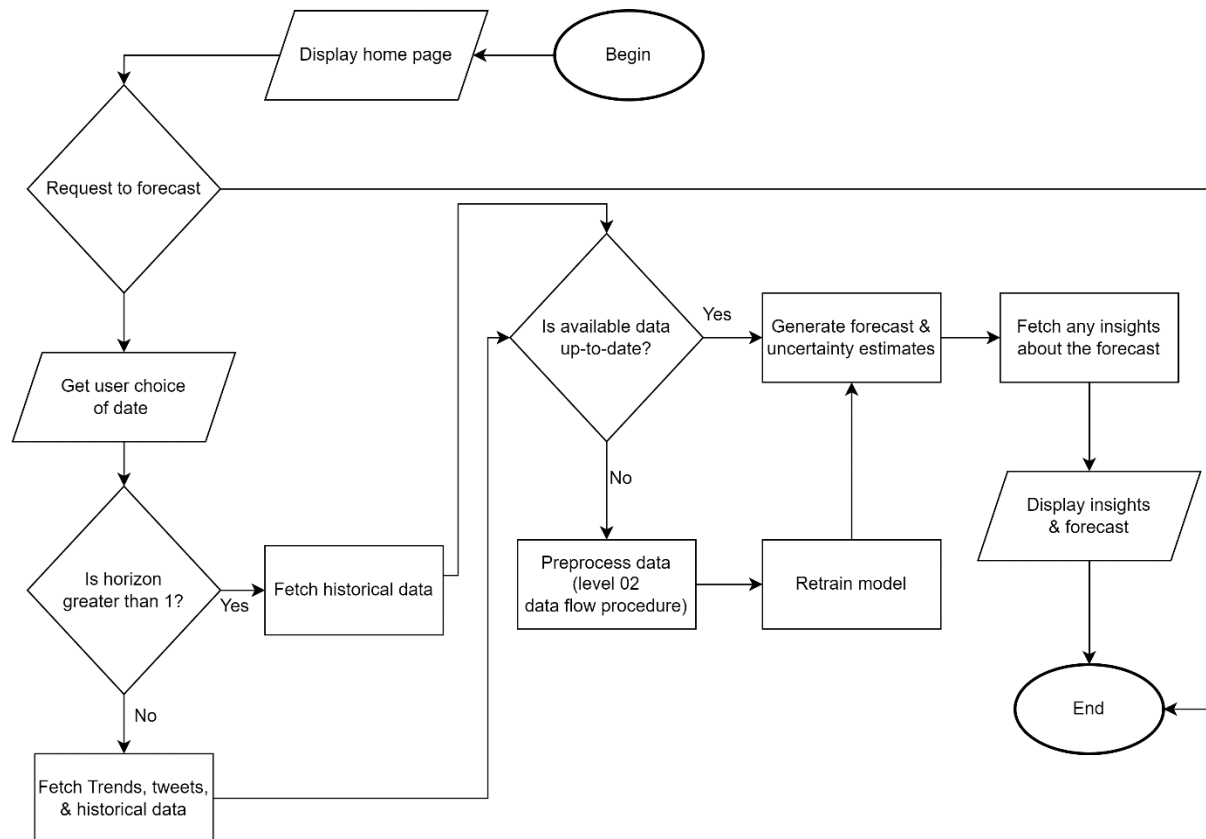 Display home page
Begin
Request to forecast
Get user choice
of date
Is horizon
greater than 1?
Yes
Fetch historical data
No
Fetch Trends, tweets,
& historical data
Is available data
up-to-date?
Yes
No
Preprocess data
(level 02
data flow procedure)
Retrain model
Generate forecast &
uncertainty estimates
Fetch any insights
about the forecast
Display insights
& forecast
End